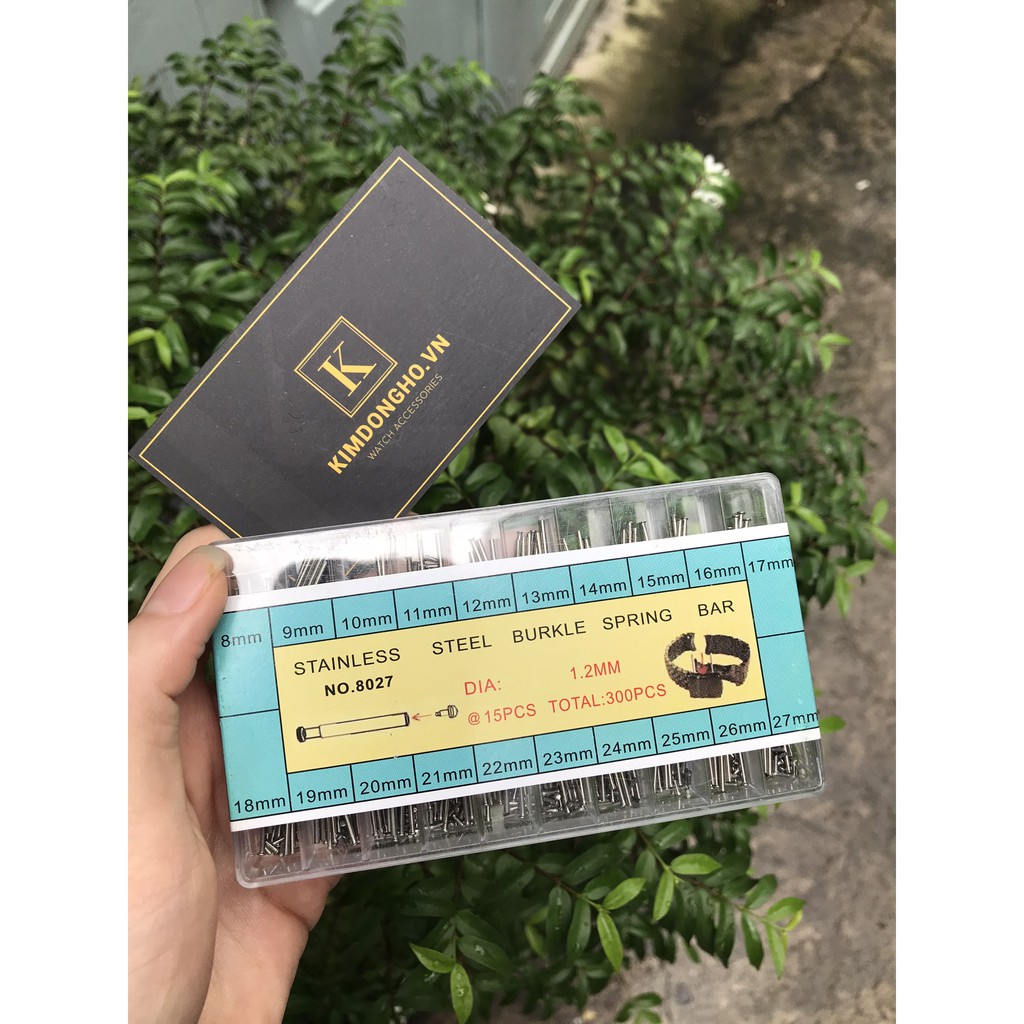 K
KIMDONGHO.VN
WATCH ACCESSORIES
8mm 9mm 10mm 11mm 12mm 13mm 14mm 15mm 16mm 17mm
STAINLESS STEEL BURKLE SPRING BAR
NO.8027 DIA: 1.2MM
@15PCS TOTAL:300PCS
18mm 19mm 20mm 21mm 22mm 23mm 24mm 25mm 26mm 27mm